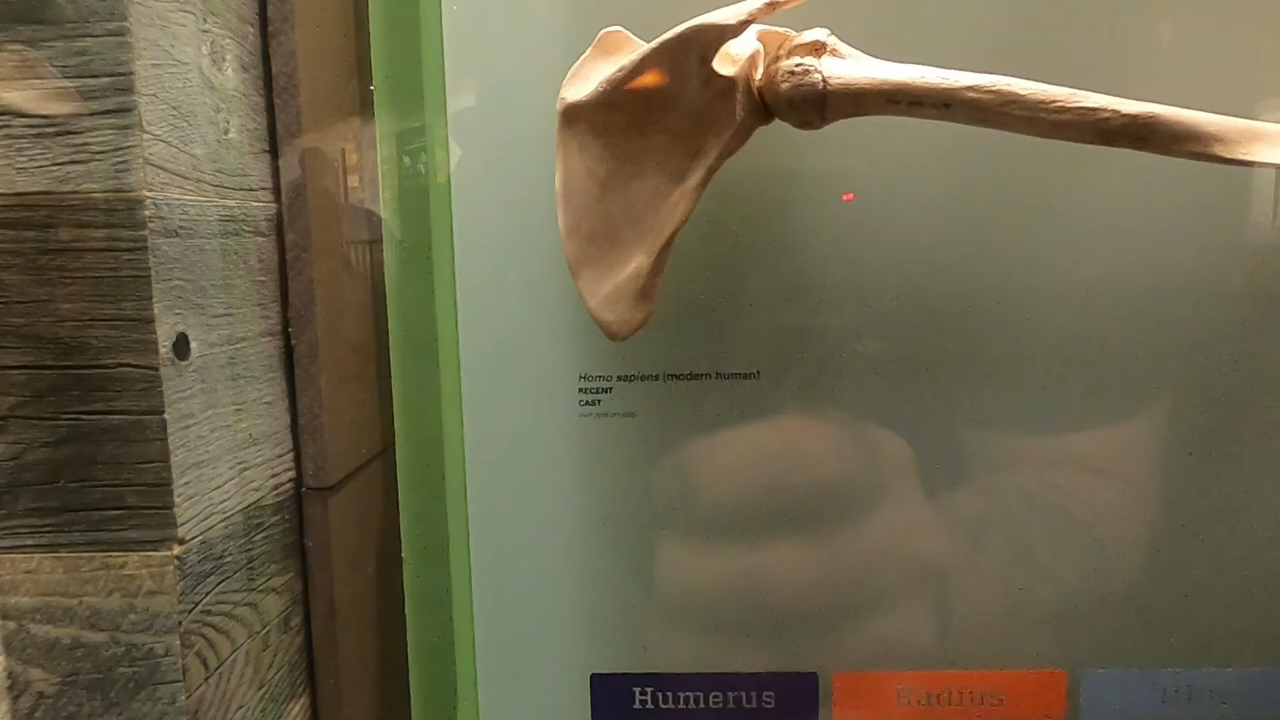 Homo sapiens (modern human)
RECENT
CAST
Humerus
Radius